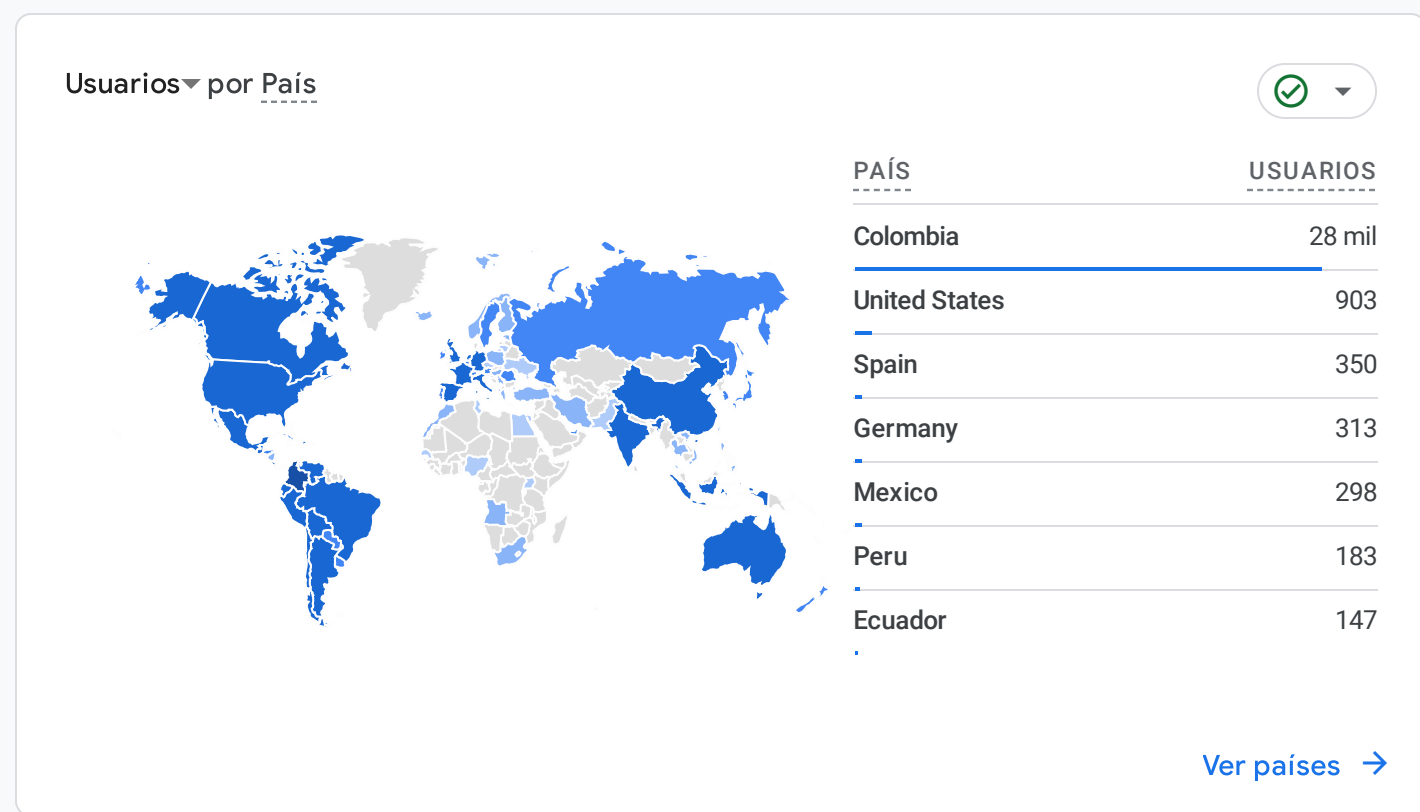 Usuarios por País
PAÍS USUARIOS
Colombia 28 mil
United States 903
Spain 350
Germany 313
Mexico 298
Peru 183
Ecuador 147
Ver países